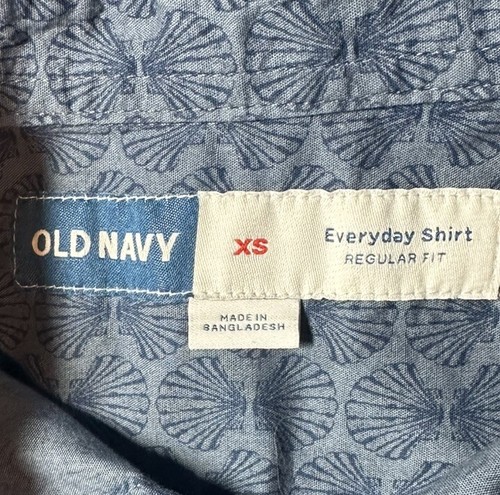 OLD NAVY
XS
Everyday Shirt
REGULAR FIT
MADE IN
BANGLADESH